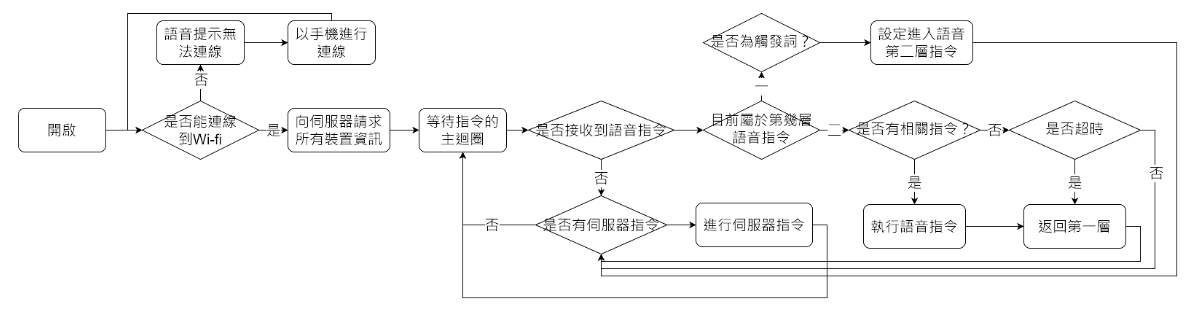 語音提示無
法連線
以手機進行
連線
是否為觸發詞？
設定進入語音
第二層指令
否
一
開啟
是否能連線
到Wi-fi
是
向伺服器請求
所有裝置資訊
等待指令的
主迴圈
是否接收到語音指令
目前屬於第幾層
語音指令
二
是否有相關指令？
否
是否超時
否
否
是
是
否
是否有伺服器指令
進行伺服器指令
執行語音指令
返回第一層